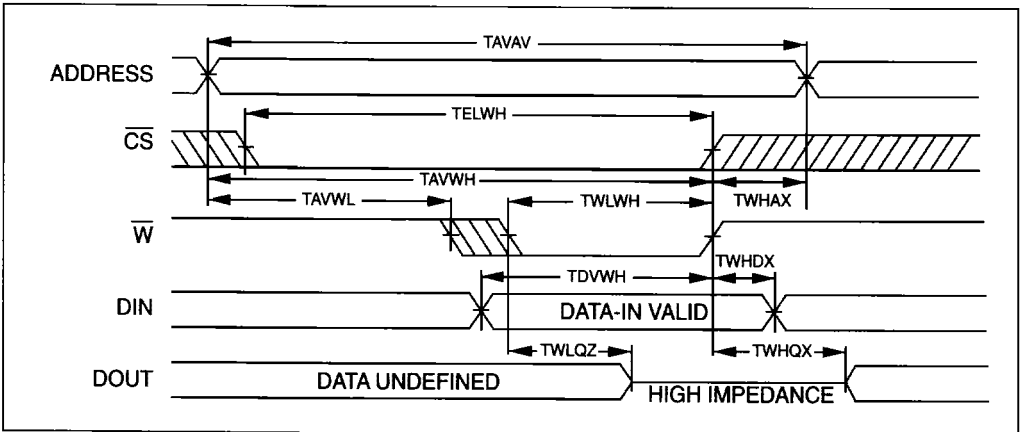 TAVAV
ADDRESS
TELWH
CS
TAVWH
TAVWL
TWLWH
TWHAX
W
TDVWH
TWHDX
DIN
DATA-IN VALID
TWLQZ
TWHQX
DOUT
DATA UNDEFINED
HIGH IMPEDANCE